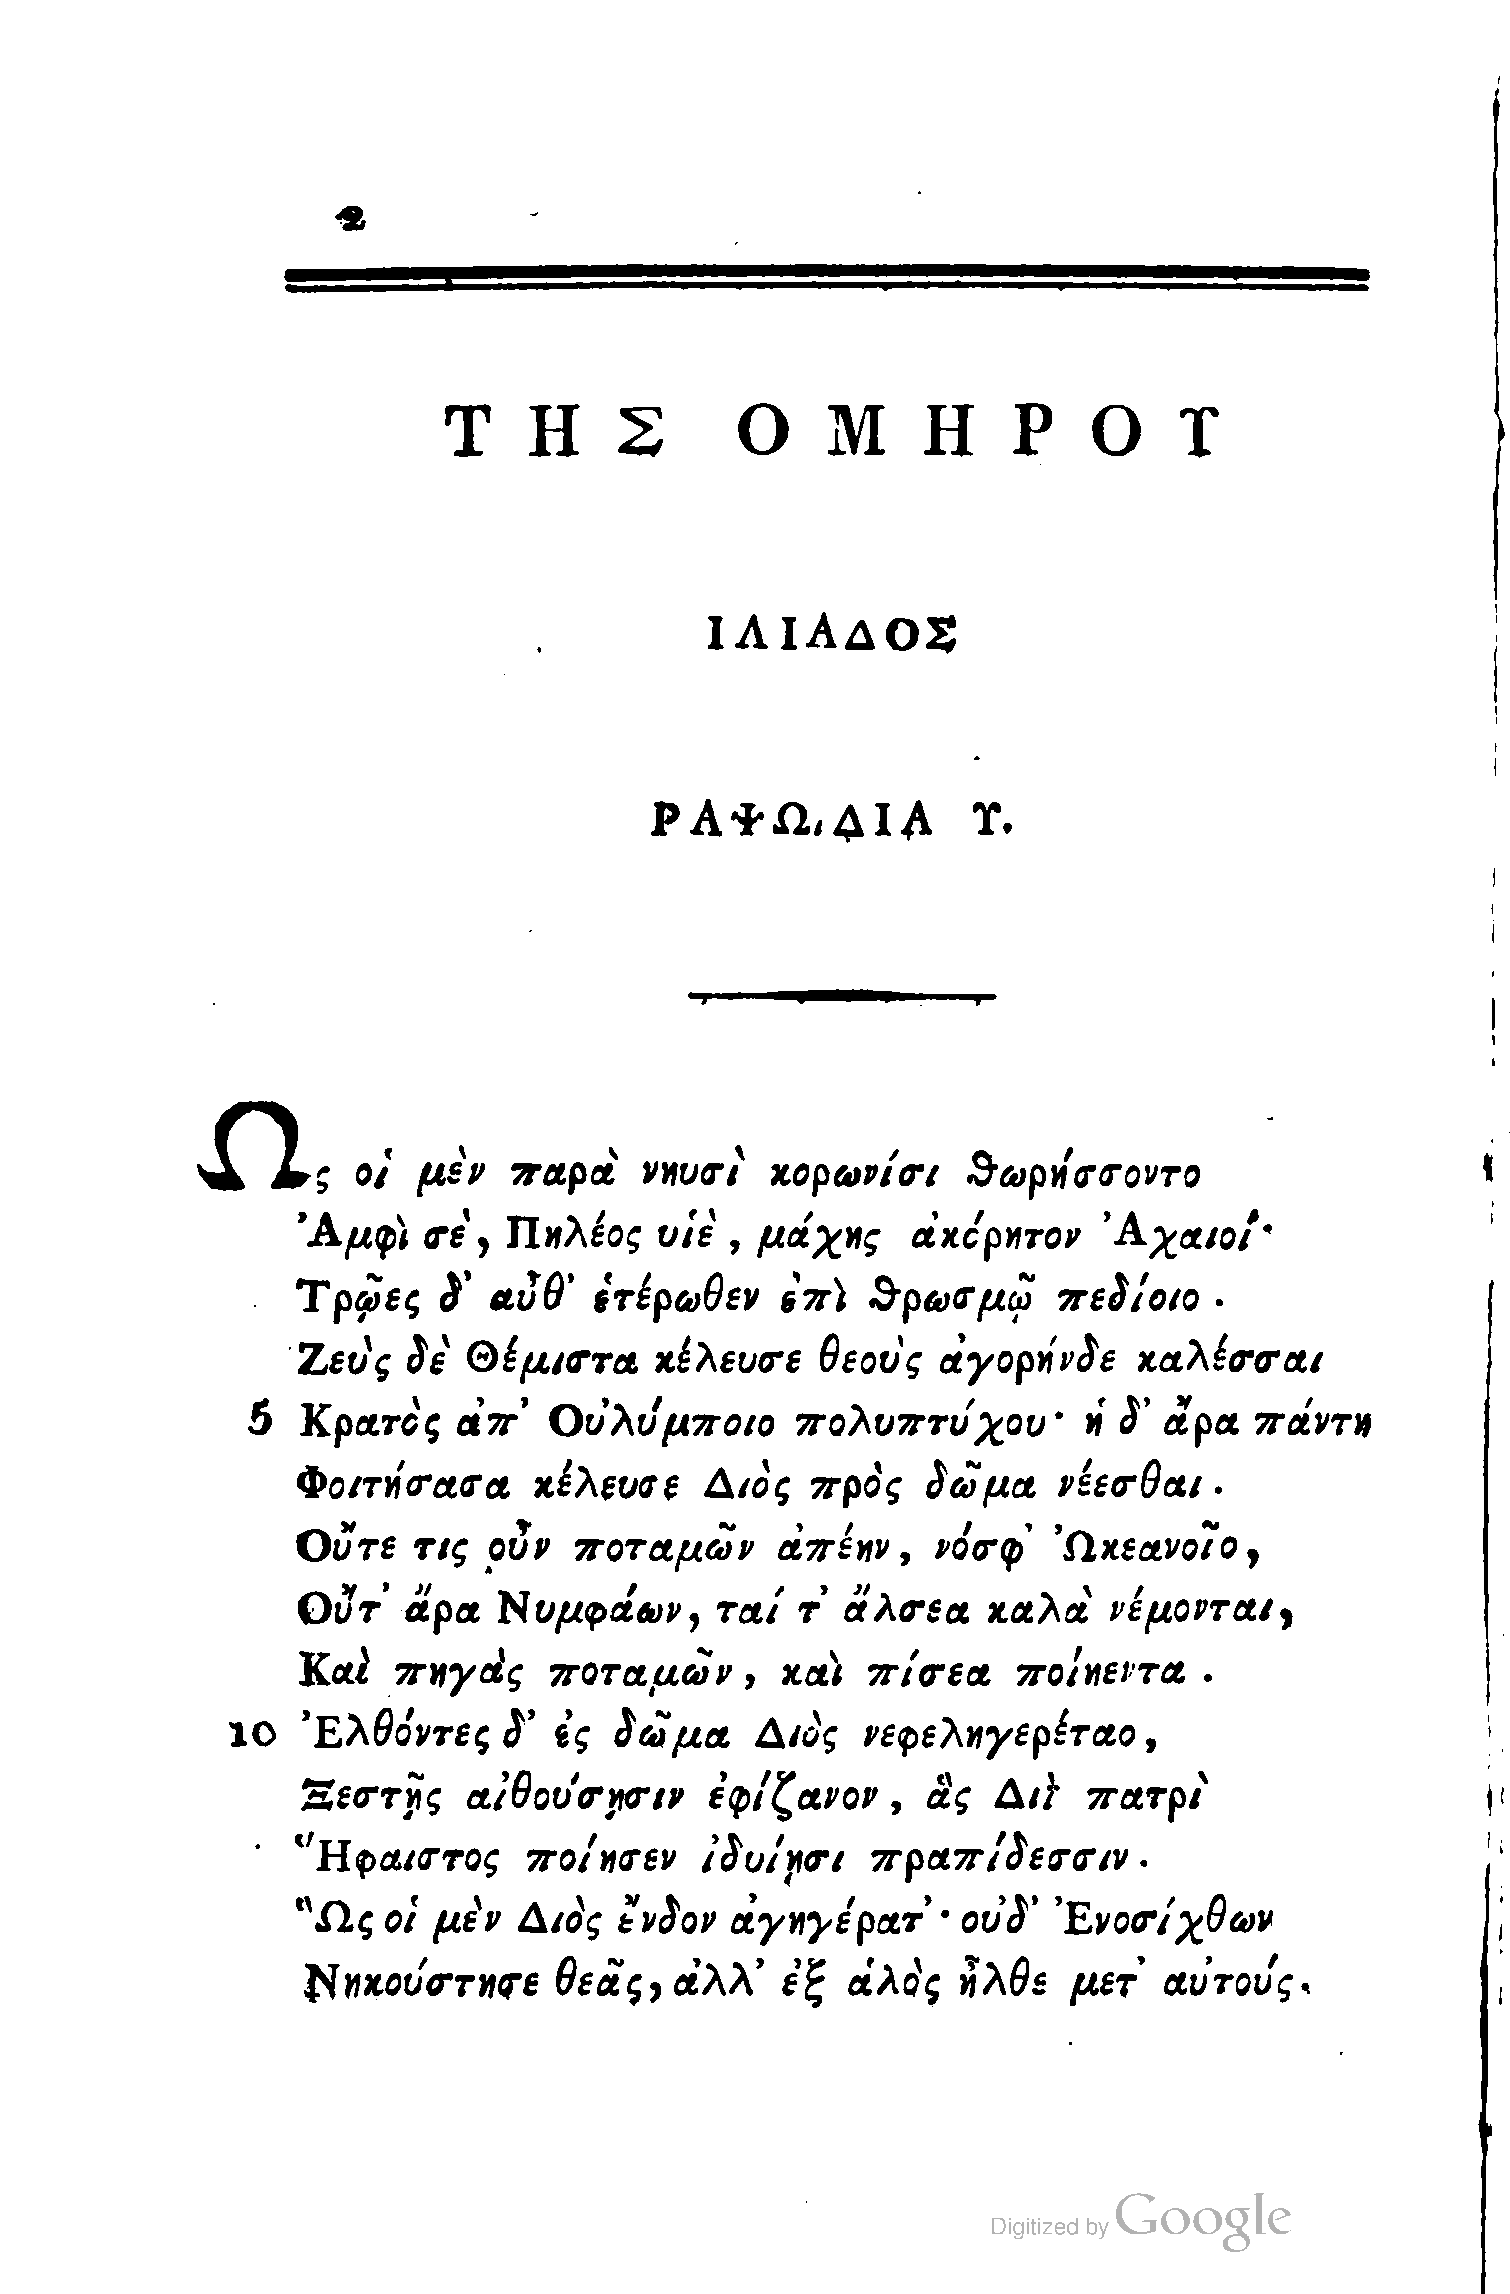 2
ΤΗΣ ΟΜΗΡΟΥ
ΙΛΙΑΔΟΣ
ΡΑΨΩιΔΙΑ Υ.
Ως οἱ μὲν παρὰ νηυσὶ κορωνίσι θωρήσσοντο
Ἀμφὶ σὲ, Πηλέος υἱὲ, μάχης ἀκόρητον Ἀχαιοί·
Τρῷες δ' αὖθ' ἑτέρωθεν ἐπὶ θρωσμῷ πεδίοιο.
Ζεὺς δὲ Θέμιστα κέλευσε θεοὺς ἀγορήνδε καλέσσαι
5 Κρατὸς ἀπ' Οὐλύμποιο πολυπτύχου· ἡ δ' ἄρα πάντη
Φοιτήσασα κέλευσε Διὸς πρὸς δῶμα νέεσθαι.
Οὔτε τις οὖν ποταμῶν ἀπέην, νόσφ' Ὠκεανοῖο,
Οὔτ' ἄρα Νυμφάων, ταί τ' ἄλσεα καλὰ νέμονται,
Καὶ πηγὰς ποταμῶν, καὶ πίσεα ποίηεντα.
10 Ἐλθόντες δ' ἐς δῶμα Διὸς νεφεληγερέταο,
Ξεστῇς αἰθούσῃσιν ἐφίζανον, ἃς Διῒ πατρὶ
Ἥφαιστος ποίησεν ἰδυίῃσι πραπίδεσσιν.
Ὣς οἱ μὲν Διὸς ἔνδον ἀγηγέρατ'· οὐδ' Ἐνοσίχθων
Νηκούστησε θεᾶς, ἀλλ' ἐξ ἁλὸς ἦλθε μετ' αὐτούς.
Digitized by Google